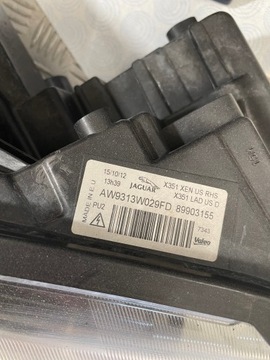 15/10/12
13h39
JAGUAR
X351 XEN US RHS
X351 LAD US D
AW9313W029FD 89903155
MADE IN E.U
PU2
7343
Valeo